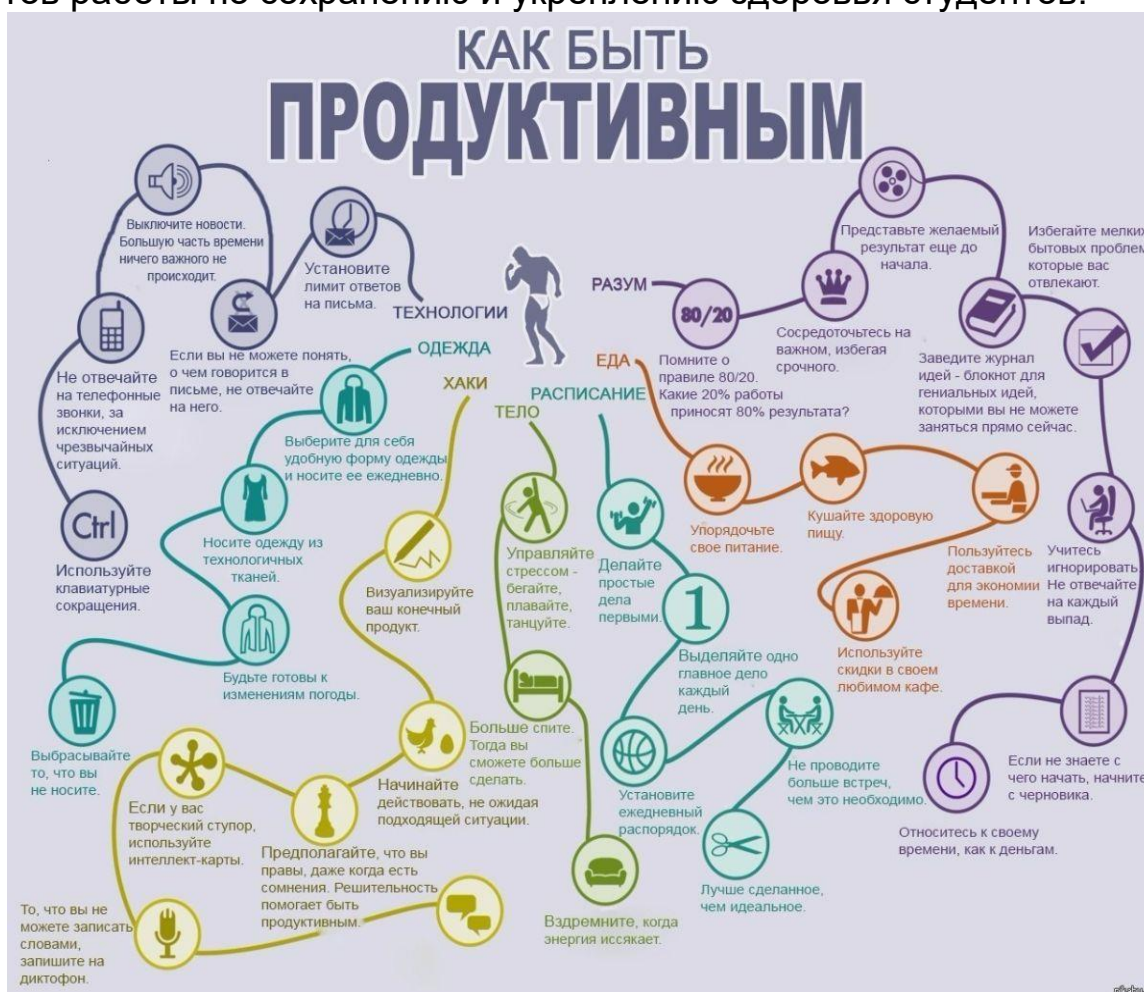 тов работы по сохранению и укреплению здоровья студентов.
КАК БЫТЬ
ПРОДУКТИВНЫМ
ТЕХНОЛОГИИ
Установите
лимит ответов
на письма.
Если вы не можете понять,
о чем говорится в
письме, не отвечайте
на него.
Выключите новости.
Большую часть времени
ничего важного не
происходит.
Не отвечайте
на телефонные
звонки, за
исключением
чрезвычайных
ситуаций.
Ctrl
Используйте
клавиатурные
сокращения.
ОДЕЖДА
Выберите для себя
удобную форму одежды
и носите ее ежедневно.
Носите одежду из
технологичных
тканей.
Будьте готовы к
изменениям погоды.
Выбрасывайте
то, что вы
не носите.
ХАКИ
Визуализируйте
ваш конечный
продукт.
Начинайте
действовать, не ожидая
подходящей ситуации.
Предполагайте, что вы
правы, даже когда есть
сомнения. Решительность
помогает быть
продуктивным.
Если у вас
творческий ступор,
используйте
интеллект-карты.
То, что вы не
можете записать
словами,
запишите на
диктофон.
ТЕЛО
Управляйте
стрессом -
бегайте,
плавайте,
танцуйте.
Больше спите.
Тогда вы
сможете больше
сделать.
Вздремните, когда
энергия иссякает.
РАСПИСАНИЕ
Делайте
простые
дела
первыми.
1
Выделяйте одно
главное дело
каждый
день.
Установите
ежедневный
распорядок.
Не проводите
больше встреч,
чем это необходимо.
Лучше сделанное,
чем идеальное.
ЕДА
Упорядочьте
свое питание.
Кушайте здоровую
пищу.
Пользуйтесь
доставкой
для экономии
времени.
Используйте
скидки в своем
любимом кафе.
РАЗУМ
80/20
Помните о
правиле 80/20.
Какие 20% работы
приносят 80% результата?
Сосредоточьтесь на
важном, избегая
срочного.
Представьте желаемый
результат еще до
начала.
Заведите журнал
идей - блокнот для
гениальных идей,
которыми вы не можете
заняться прямо сейчас.
Избегайте мелких
бытовых проблем
которые вас
отвлекают.
Учитесь
игнорировать
Не отвечайте
на каждый
выпад.
Если не знаете с
чего начать, начните
с черновика.
Относитесь к своему
времени, как к деньгам.